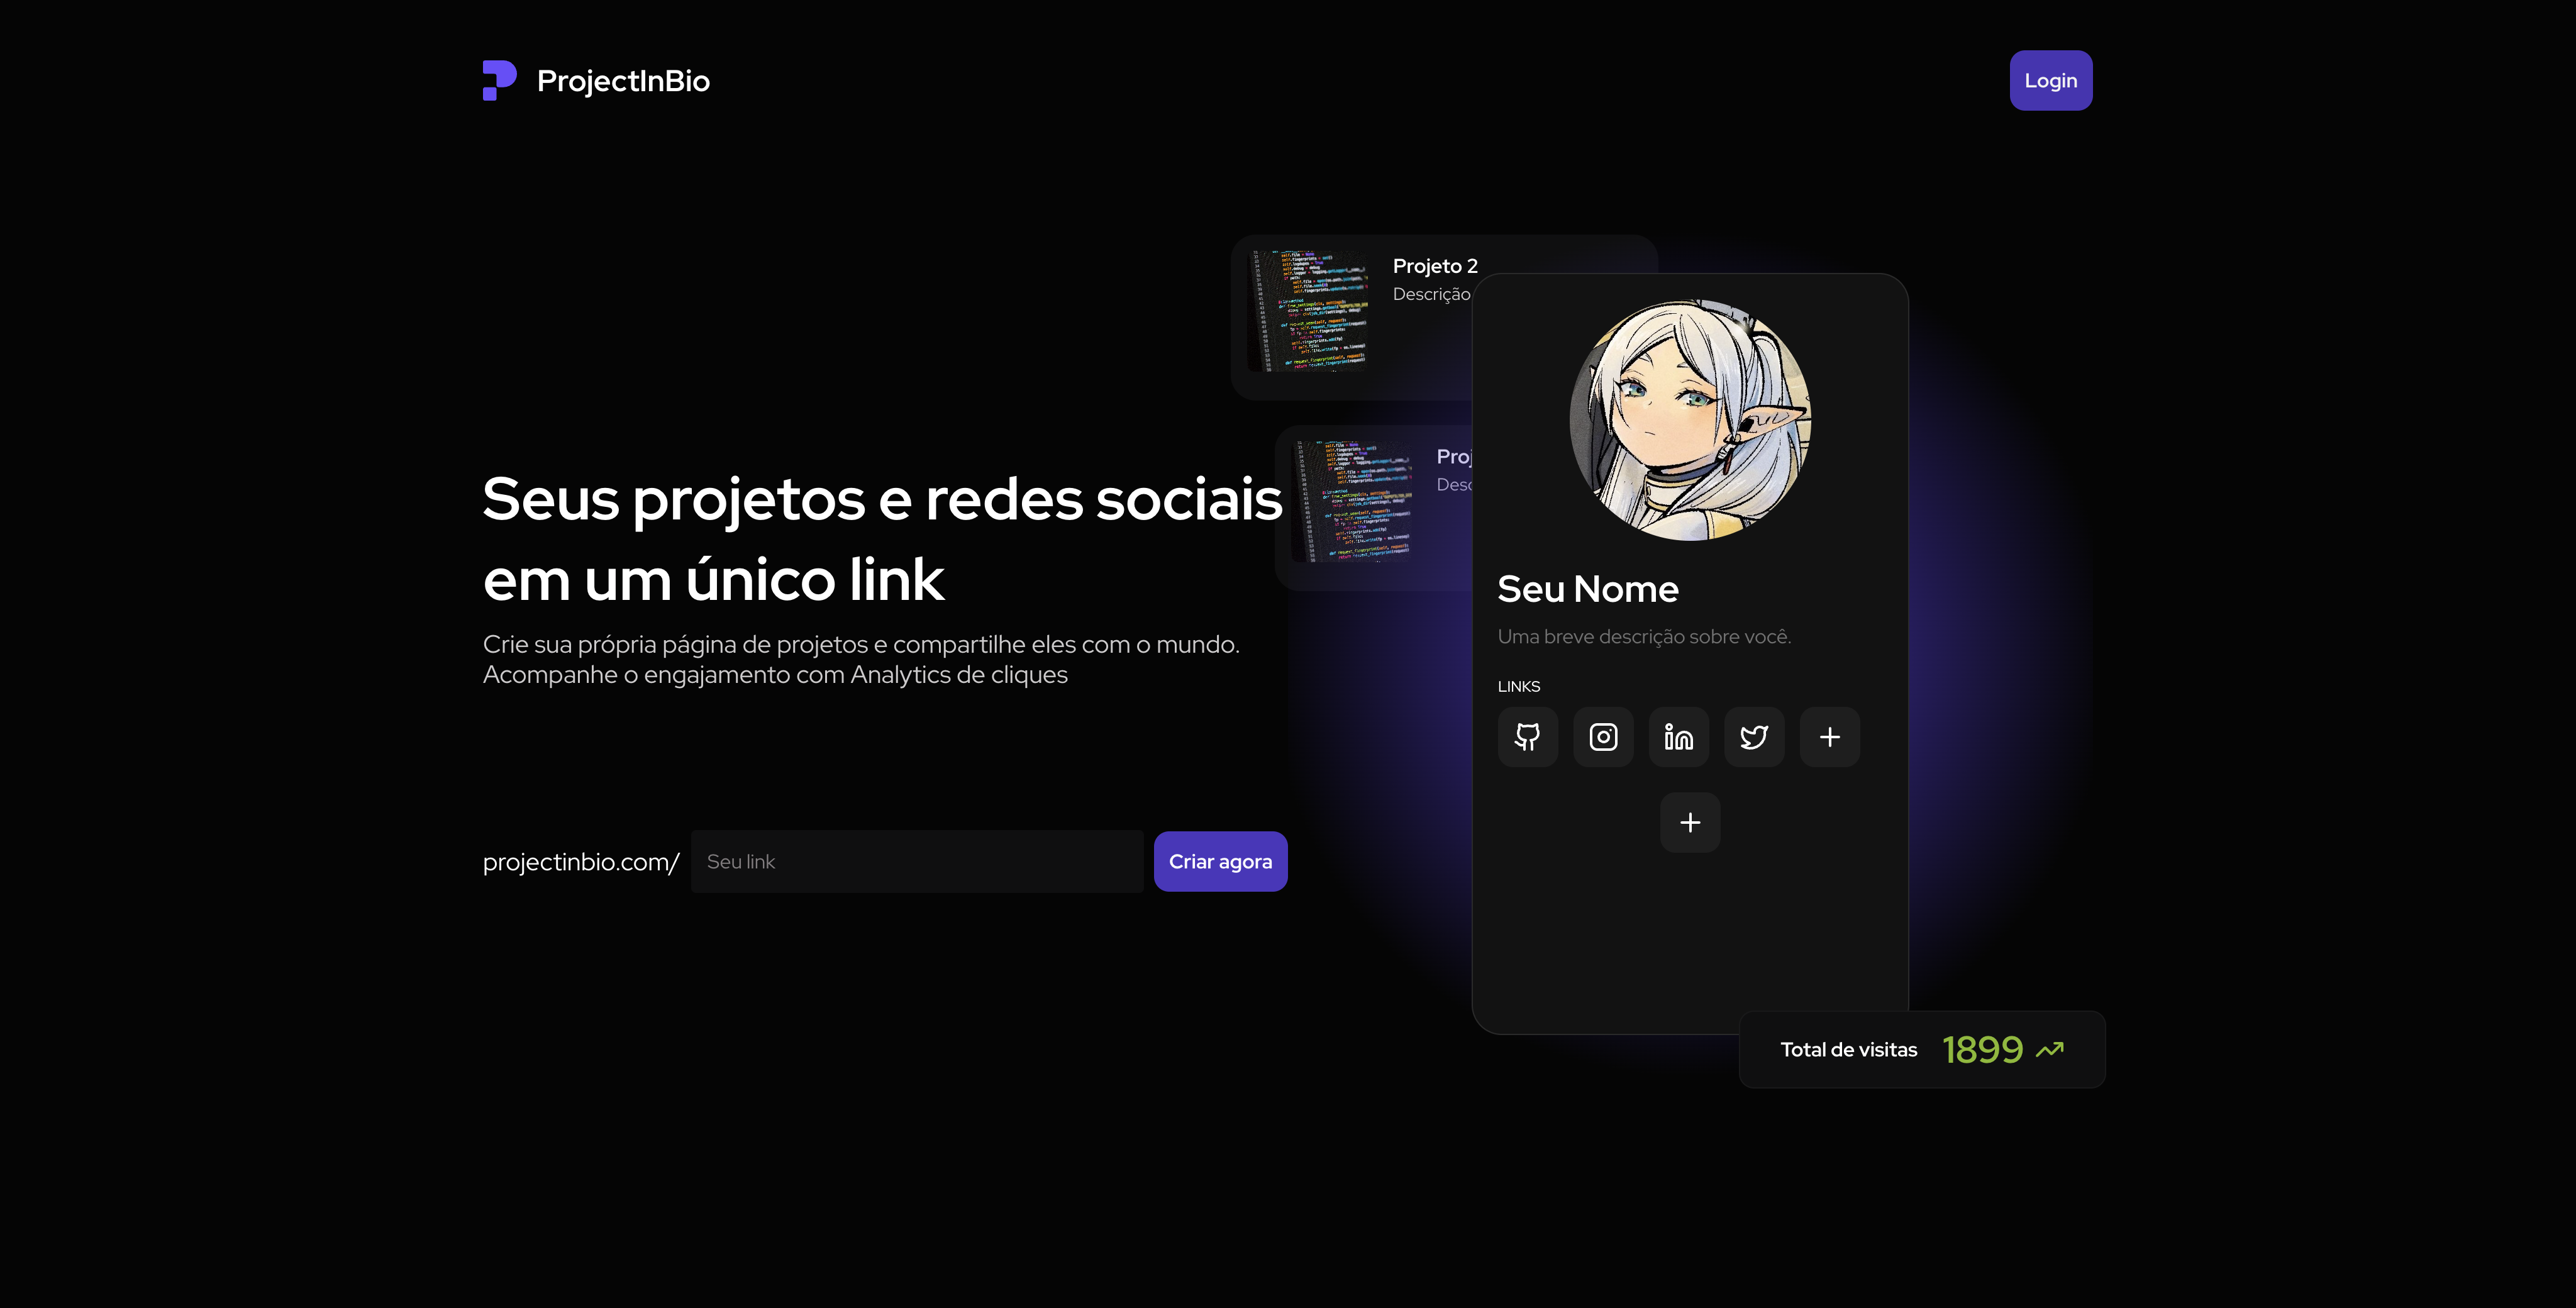 ProjectInBio
Login
Projeto 2
Descrição
Proj
Desc
Seus projetos e redes sociais
em um único link
Crie sua própria página de projetos e compartilhe eles com o mundo.
Acompanhe o engajamento com Analytics de cliques
projectinbio.com/
Seu link
Criar agora
Seu Nome
Uma breve descrição sobre você.
LINKS
Total de visitas 1899